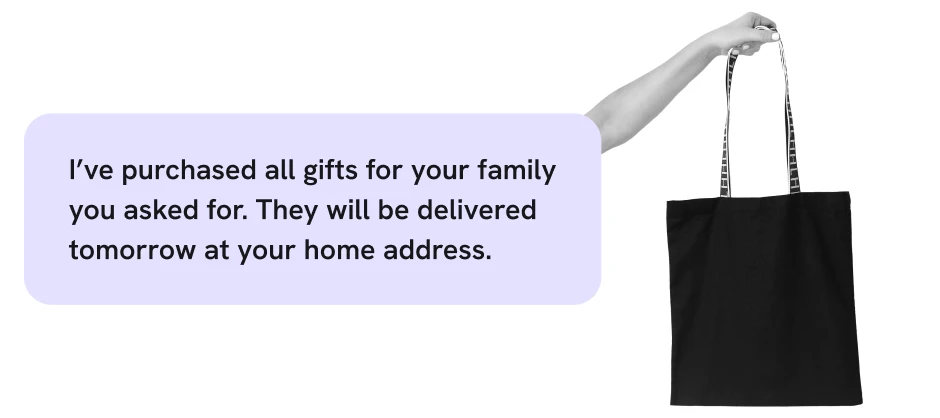 I’ve purchased all gifts for your family
you asked for. They will be delivered
tomorrow at your home address.